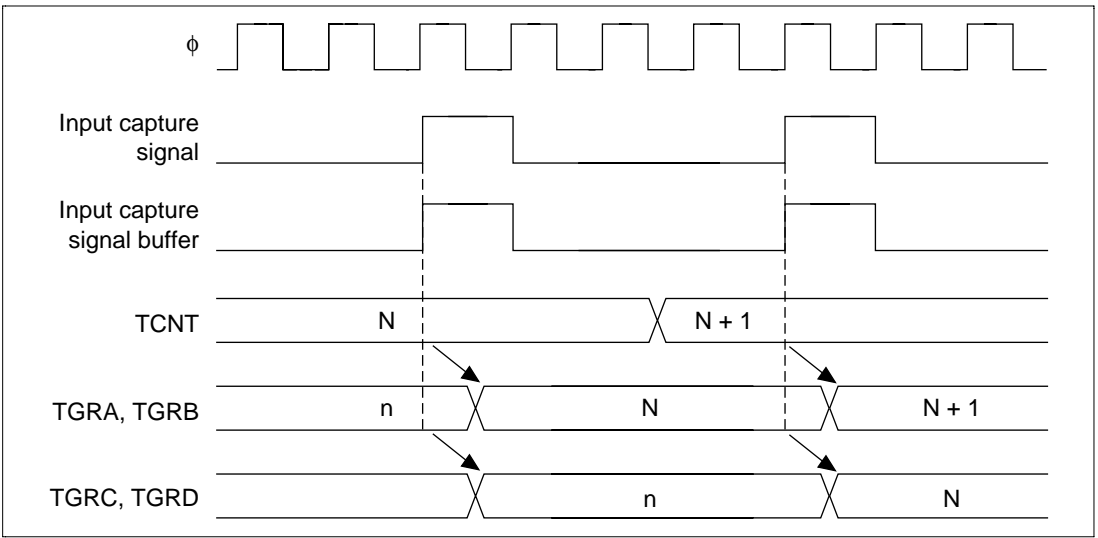 ϕ
Input capture
signal
Input capture
signal buffer
TCNT N N + 1
TGRA, TGRB n N N + 1
TGRC, TGRD n N